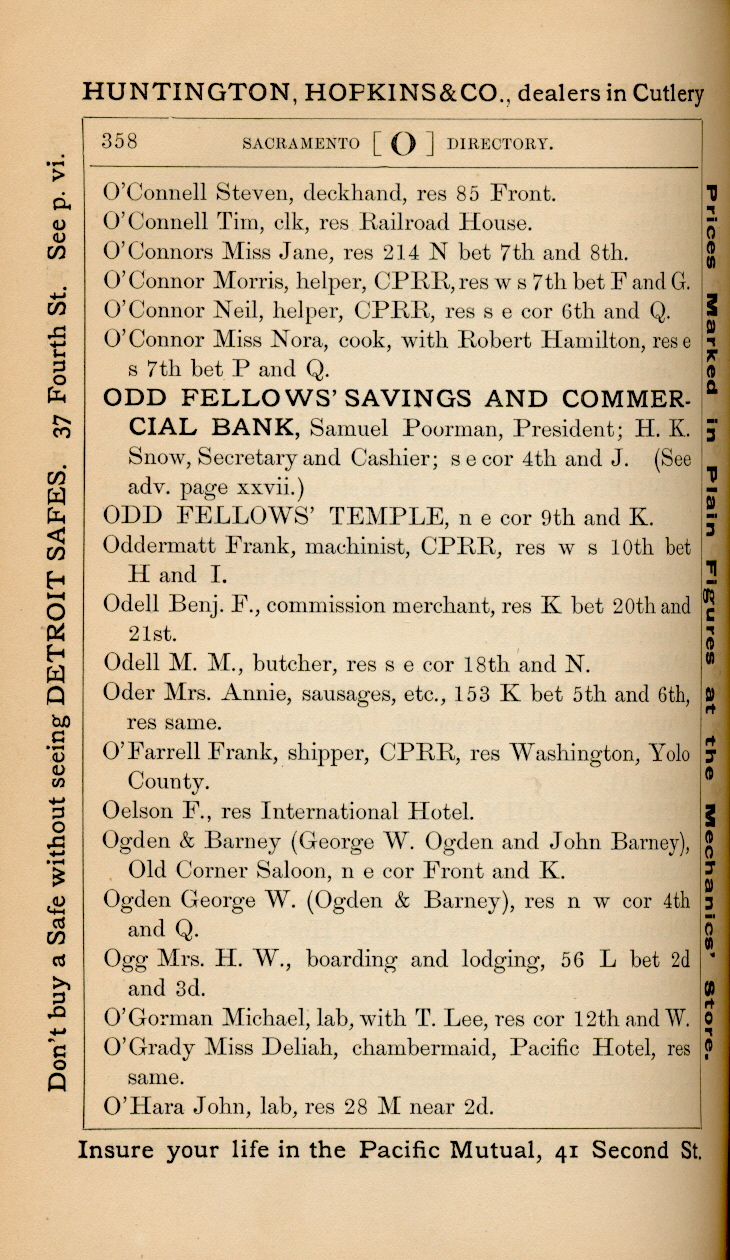 HUNTINGTON, HOPKINS & CO., dealers in Cutlery
358 SACRAMENTO [ O ] DIRECTORY.
O'Connell Steven, deckhand, res 85 Front.
O'Connell Tim, clk, res Railroad House.
O'Connors Miss Jane, res 214 N bet 7th and 8th.
O'Connor Morris, helper, CPRR, res w s 7th bet F and G.
O'Connor Neil, helper, CPRR, res s e cor 6th and Q.
O'Connor Miss Nora, cook, with Robert Hamilton, res e
s 7th bet P and Q.
ODD FELLOWS' SAVINGS AND COMMER-
CIAL BANK, Samuel Poorman, President; H. K.
Snow, Secretary and Cashier; s e cor 4th and J. (See
adv. page xxvii.)
ODD FELLOWS' TEMPLE, n e cor 9th and K.
Oddermatt Frank, machinist, CPRR, res w s 10th bet
H and I.
Odell Benj. F., commission merchant, res K bet 20th and
21st.
Odell M. M., butcher, res s e cor 18th and N.
Oder Mrs. Annie, sausages, etc., 153 K bet 5th and 6th,
res same.
O'Farrell Frank, shipper, CPRR, res Washington, Yolo
County.
Oelson F., res International Hotel.
Ogden & Barney (George W. Ogden and John Barney),
Old Corner Saloon, n e cor Front and K.
Ogden George W. (Ogden & Barney), res n w cor 4th
and Q.
Ogg Mrs. H. W., boarding and lodging, 56 L bet 2d
and 3d.
O'Gorman Michael, lab, with T. Lee, res cor 12th and W.
O'Grady Miss Deliah, chambermaid, Pacific Hotel, res
same.
O'Hara John, lab, res 28 M near 2d.
Insure your life in the Pacific Mutual, 41 Second St.
Don't buy a Safe without seeing DETROIT SAFES. 37 Fourth St. See p. vi.
Prices Marked in Plain Figures at the Mechanics' Store.